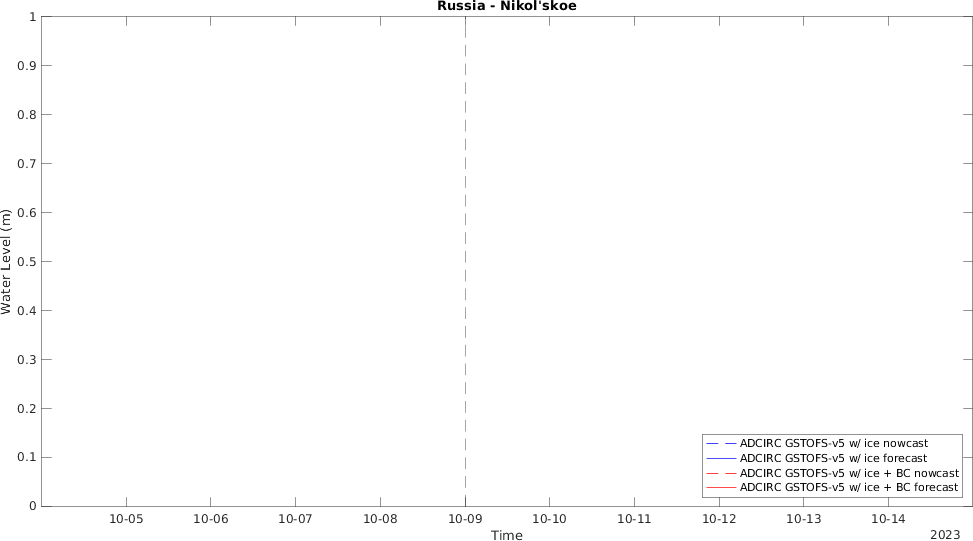 Russia - Nikol'skoe
1
0.9
0.8
0.7
0.6
0.5
0.4
0.3
0.2
0.1
0
Water Level (m)
ADCIRC GSTOFS-v5 w/ ice nowcast
ADCIRC GSTOFS-v5 w/ ice forecast
ADCIRC GSTOFS-v5 w/ ice + BC nowcast
ADCIRC GSTOFS-v5 w/ ice + BC forecast
10-05 10-06 10-07 10-08 10-09 10-10 10-11 10-12 10-13 10-14
Time
2023